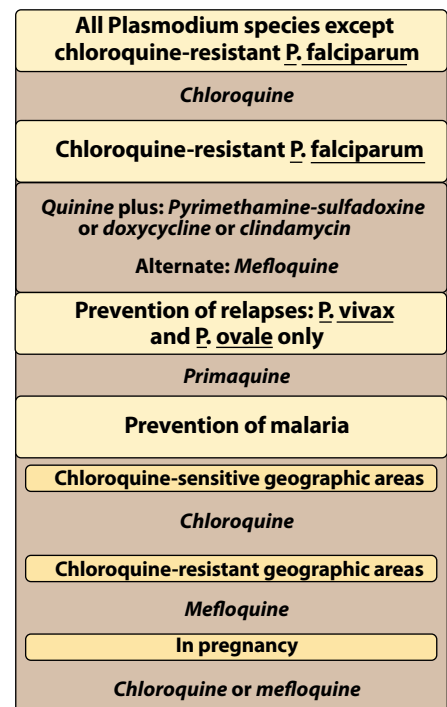 All Plasmodium species except
chloroquine-resistant P. falciparum
Chloroquine
Chloroquine-resistant P. falciparum
Quinine plus: Pyrimethamine-sulfadoxine
or doxycycline or clindamycin
Alternate: Mefloquine
Prevention of relapses: P. vivax
and P. ovale only
Primaquine
Prevention of malaria
Chloroquine-sensitive geographic areas
Chloroquine
Chloroquine-resistant geographic areas
Mefloquine
In pregnancy
Chloroquine or mefloquine